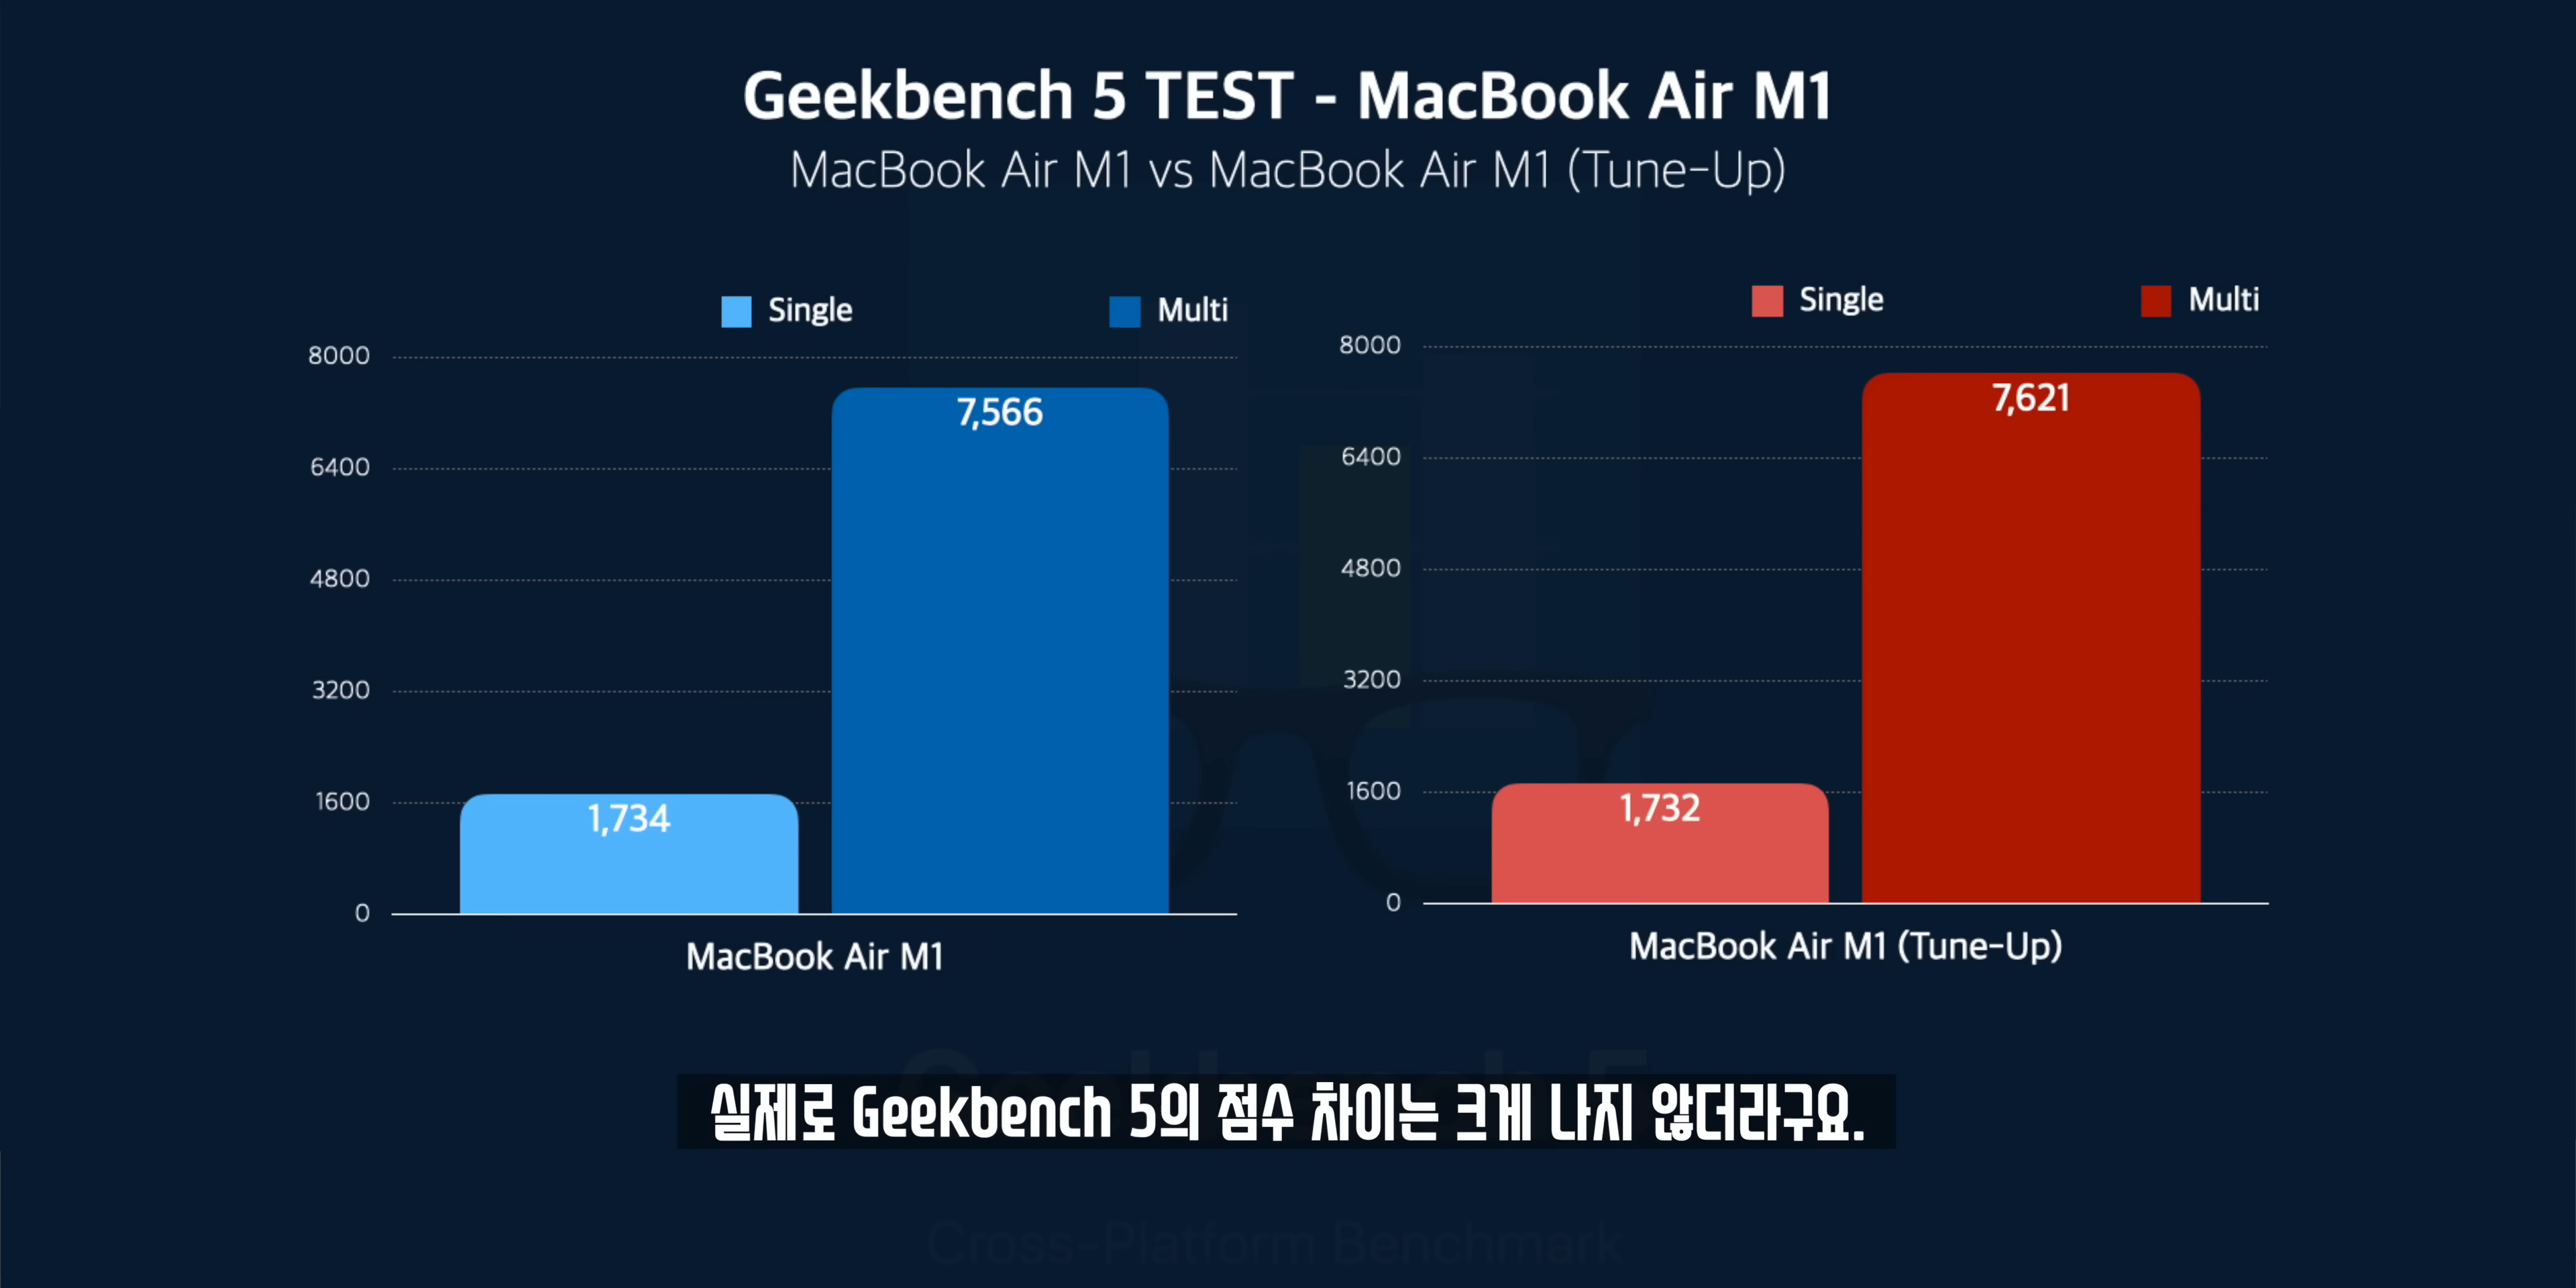 Geekbench 5 TEST - MacBook Air M1
MacBook Air M1 vs MacBook Air M1 (Tune-Up)
Single
Multi
8000
6400
4800
3200
1600
0
7,566
1,734
MacBook Air M1
Single
Multi
8000
6400
4800
3200
1600
0
7,621
1,732
MacBook Air M1 (Tune-Up)
실제로 Geekbench 5의 점수 차이는 크게 나지 않더라구요.
Cross-Platform Benchmark